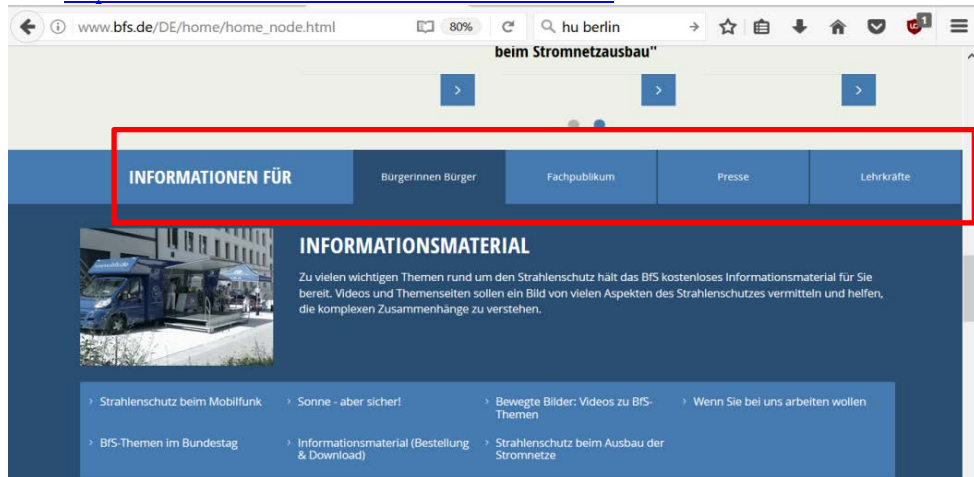 www.bfs.de/DE/home/home_node.html 80% hu berlin 1
beim Stromnetzausbau"
INFORMATIONEN FÜR Bürgerinnen Bürger Fachpublikum Presse Lehrkräfte
INFORMATIONSMATERIAL
Zu vielen wichtigen Themen rund um den Strahlenschutz hält das BfS kostenloses Informationsmaterial für Sie
bereit. Videos und Themenseiten sollen ein Bild von vielen Aspekten des Strahlenschutzes vermitteln und helfen,
die komplexen Zusammenhänge zu verstehen.
Strahlenschutz beim Mobilfunk
Sonne - aber sicher!
Bewegte Bilder: Videos zu BfS-
Themen
Wenn Sie bei uns arbeiten wollen
BfS-Themen im Bundestag
Informationsmaterial (Bestellung
& Download)
Strahlenschutz beim Ausbau der
Stromnetze